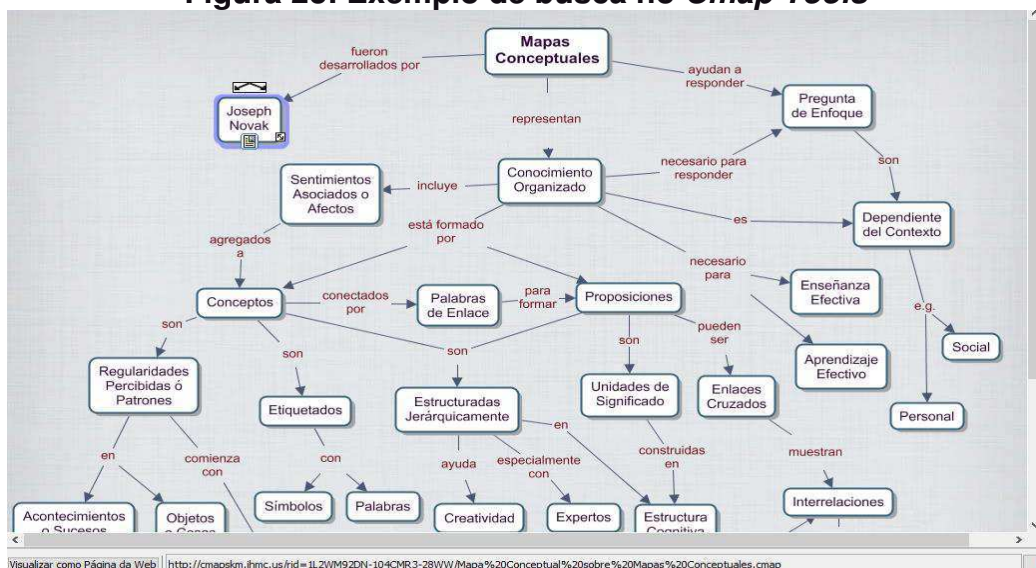 Figura 23: Exemplo de busca no Cmap Tools
Mapas
Conceptuales
fueron
desarrollados por
ayudan a
responder
Joseph
Novak
Pregunta
de Enfoque
representan
necesario para
responder
son
Sentimientos
Asociados o
Afectos
incluye
Conocimiento
Organizado
está formado
por
es
Dependiente
del Contexto
agregados
a
necesario
para
Enseñanza
Efectiva
Conceptos
conectados
por
Palabras
de Enlace
para
formar
Proposiciones
e.g.
son
son
son
són
pueden
ser
Social
Regularidades
Percibidas ó
Patrones
Etiquetados
Estructuradas
Jerárquicamente
Unidades de
Significado
Enlaces
Cruzados
Aprendizaje
Efectivo
Personal
en
comienza
con
con
ayuda
especialmente
con
en
construidas
en
muestran
Acontecimientos
o Sucesos
Objetos
o Cosas
Símbolos
Palabras
Creatividad
Expertos
Estructura
Cognitiva
Interrelaciones
Visualizar como Página da Web
http://cmapskm.ihmc.us/rid=1L2WM92DN-104CMR3-28WW/Mapa%20Conceptual%20sobre%20Mapas%20Conceptuales.cmap